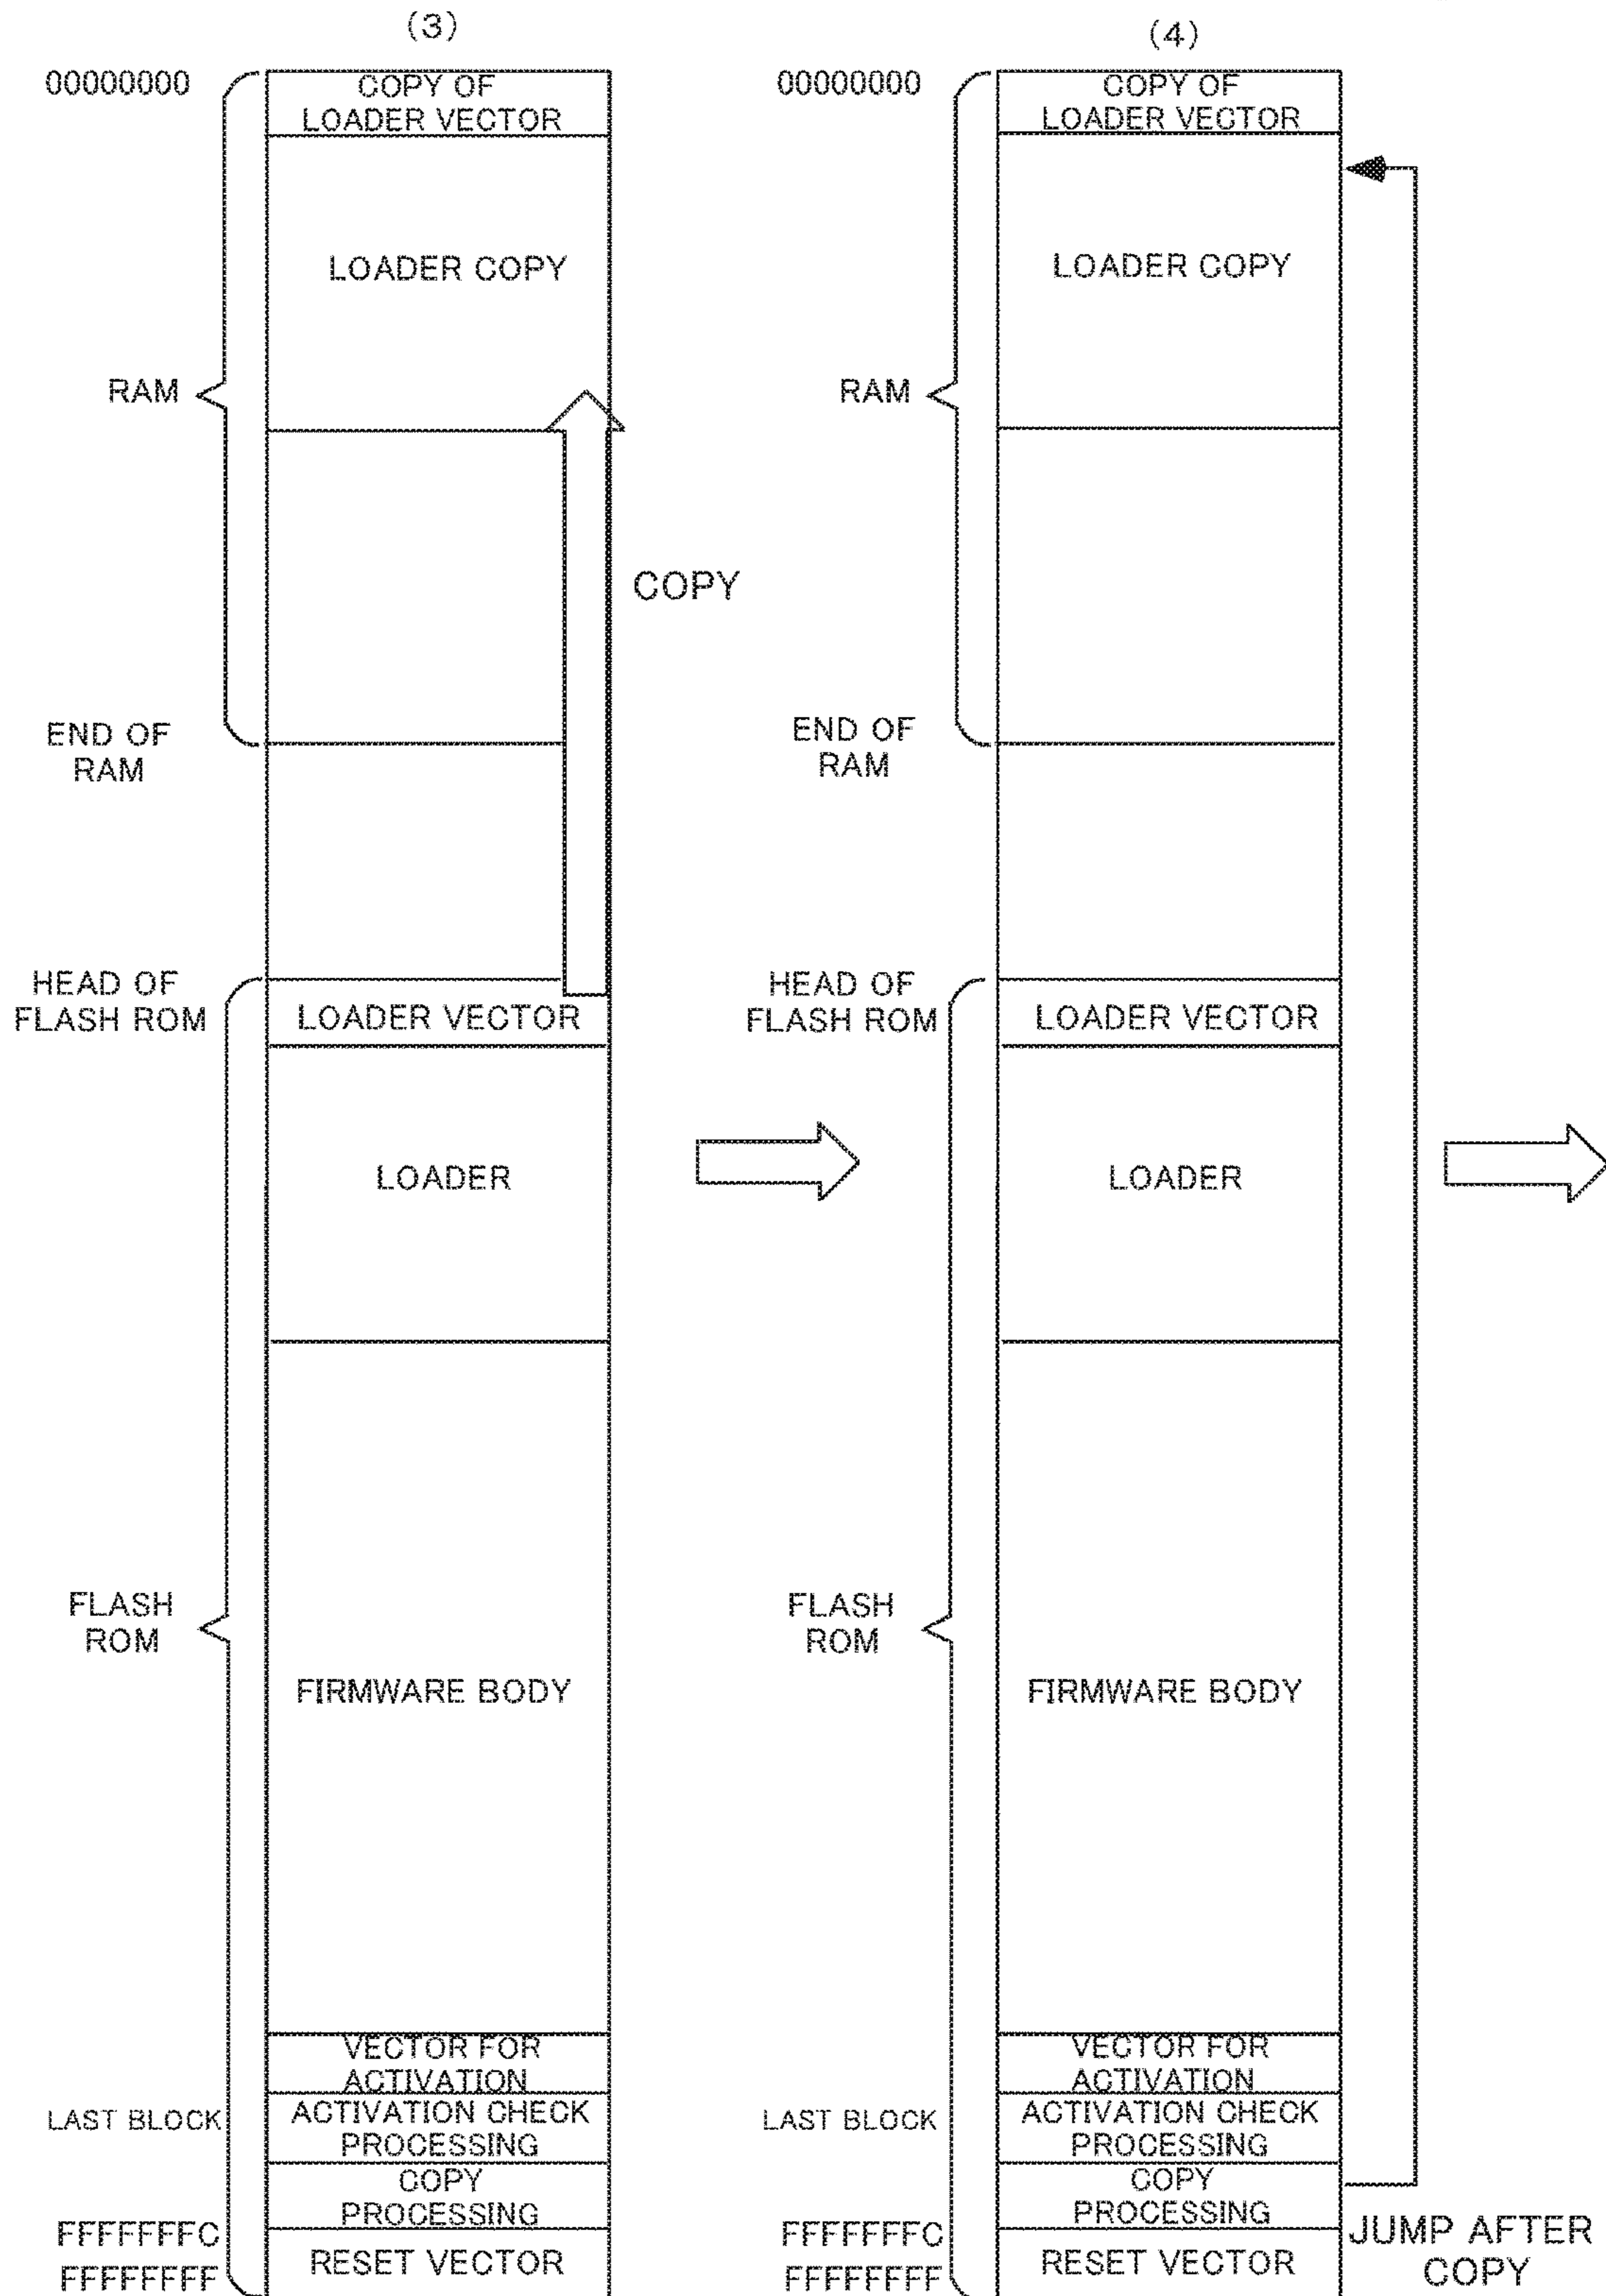 (3)
00000000
COPY OF
LOADER VECTOR
LOADER COPY
RAM
COPY
END OF
RAM
HEAD OF
FLASH ROM
LOADER VECTOR
LOADER
FLASH
ROM
FIRMWARE BODY
VECTOR FOR
ACTIVATION
LAST BLOCK
ACTIVATION CHECK
PROCESSING
COPY
PROCESSING
FFFFFFFC
RESET VECTOR
FFFFFFFF
(4)
00000000
COPY OF
LOADER VECTOR
LOADER COPY
RAM
END OF
RAM
HEAD OF
FLASH ROM
LOADER VECTOR
LOADER
FLASH
ROM
FIRMWARE BODY
VECTOR FOR
ACTIVATION
LAST BLOCK
ACTIVATION CHECK
PROCESSING
COPY
PROCESSING
FFFFFFFC
RESET VECTOR
FFFFFFFF
JUMP AFTER
COPY